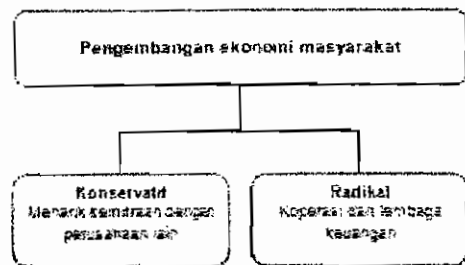 Pengembangan ekonomi masyarakat
Konservatif
Menarik kemitraan dengan
perusahaan lain
Radikal
Koperasi dan lembaga
keuangan